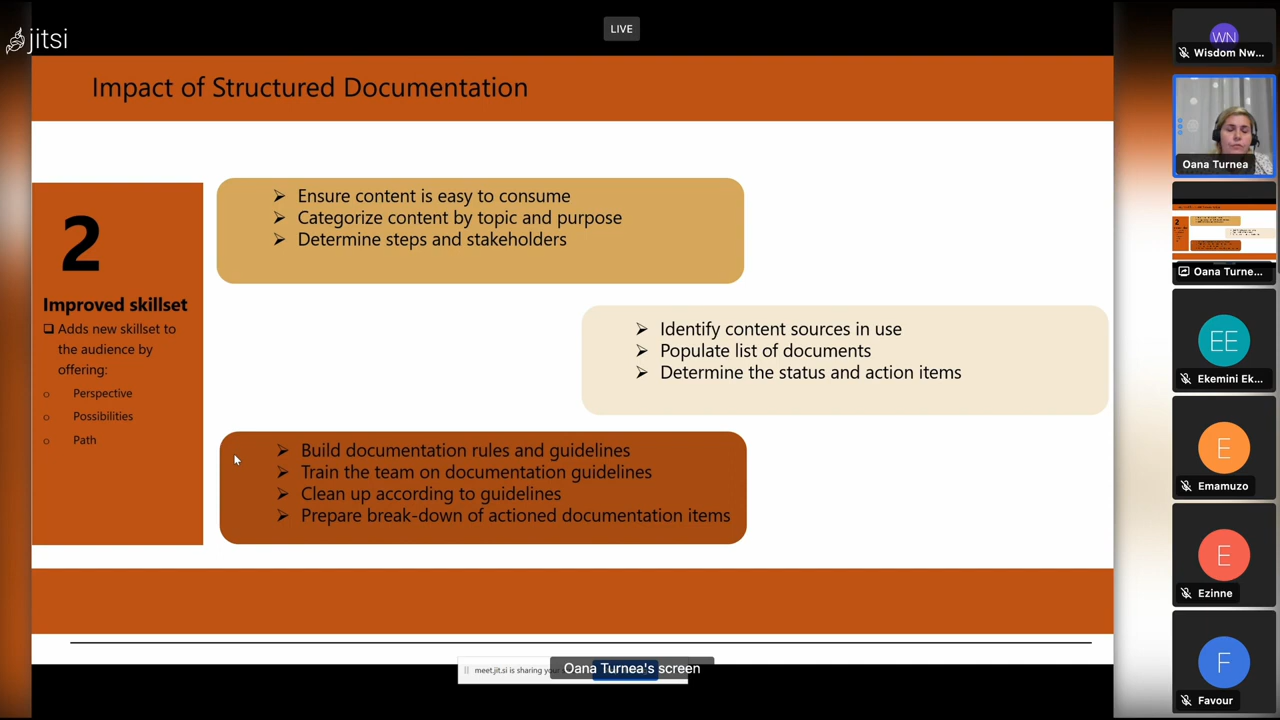 jitsi
LIVE
Impact of Structured Documentation
2
Improved skillset
Adds new skillset to
the audience by
offering:
o Perspective
o Possibilities
o Path
Ensure content is easy to consume
Categorize content by topic and purpose
Determine steps and stakeholders
Identify content sources in use
Populate list of documents
Determine the status and action items
Build documentation rules and guidelines
Train the team on documentation guidelines
Clean up according to guidelines
Prepare break-down of actioned documentation items
meet.jit.si is sharing
Oana Turnea's screen
WN
Wisdom Nw...
Oana Turnea
Oana Turne...
EE
Ekemini Ek...
E
Emamuzo
E
Ezinne
F
Favour